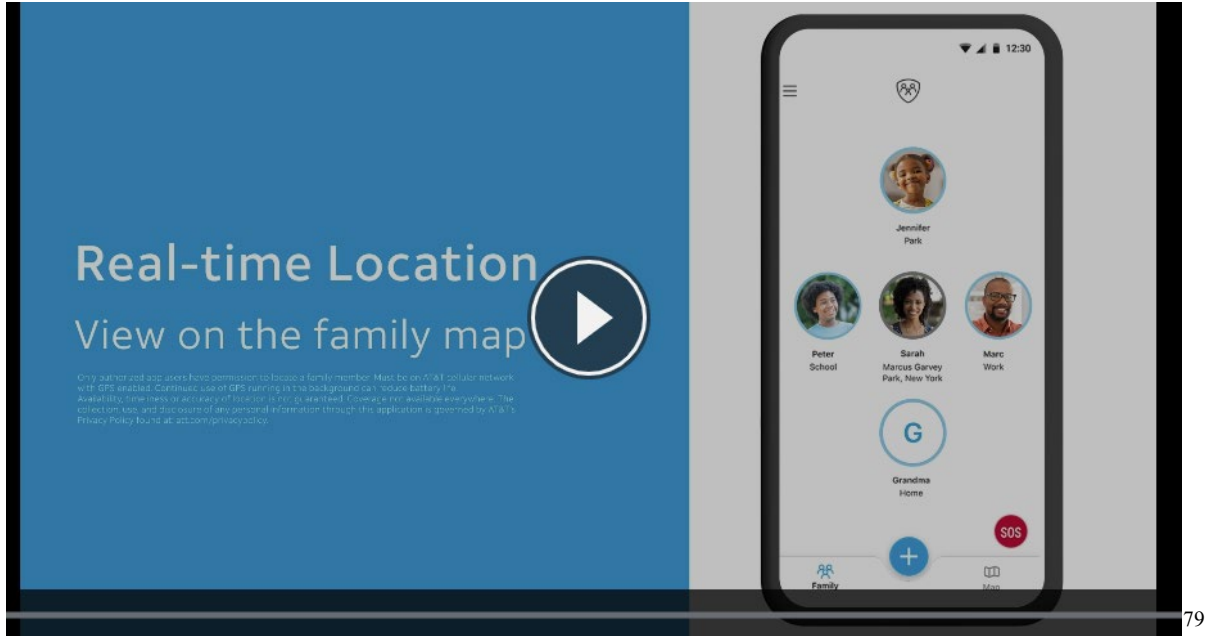 Real-time Location
View on the family map
Only authorized app users have permission to locate a family member. Must be on AT&T cellular network
with GPS enabled. Continued use of GPS running in the background can reduce battery life.
Availability, timeliness or accuracy of location is not guaranteed. Coverage not available everywhere. The
collection, use, and disclosure of any personal information through this application is governed by AT&T's
Privacy Policy found at: att.com/privacypolicy.
12:30
Jennifer
Park
Peter
School
Sarah
Marcus Garvey
Park, New York
Marc
Work
G
Grandma
Home
SOS
Family
Map
79